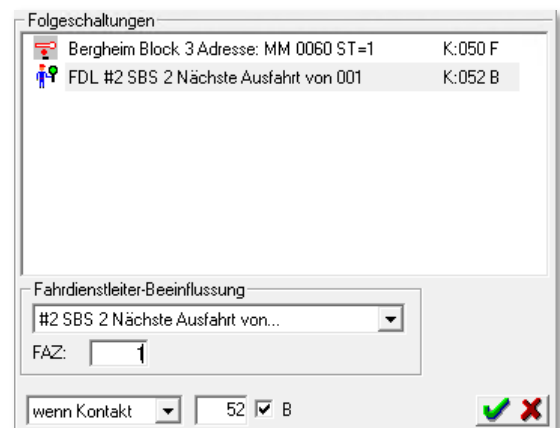 Folgeschaltungen
Bergheim Block 3 Adresse: MM 0060 ST=1 K:050 F
FDL #2 SBS 2 Nächste Ausfahrt von 001 K:052 B
Fahrdienstleiter-Beeinflussung
#2 SBS 2 Nächste Ausfahrt von...
FAZ: 1
wenn Kontakt 52 B